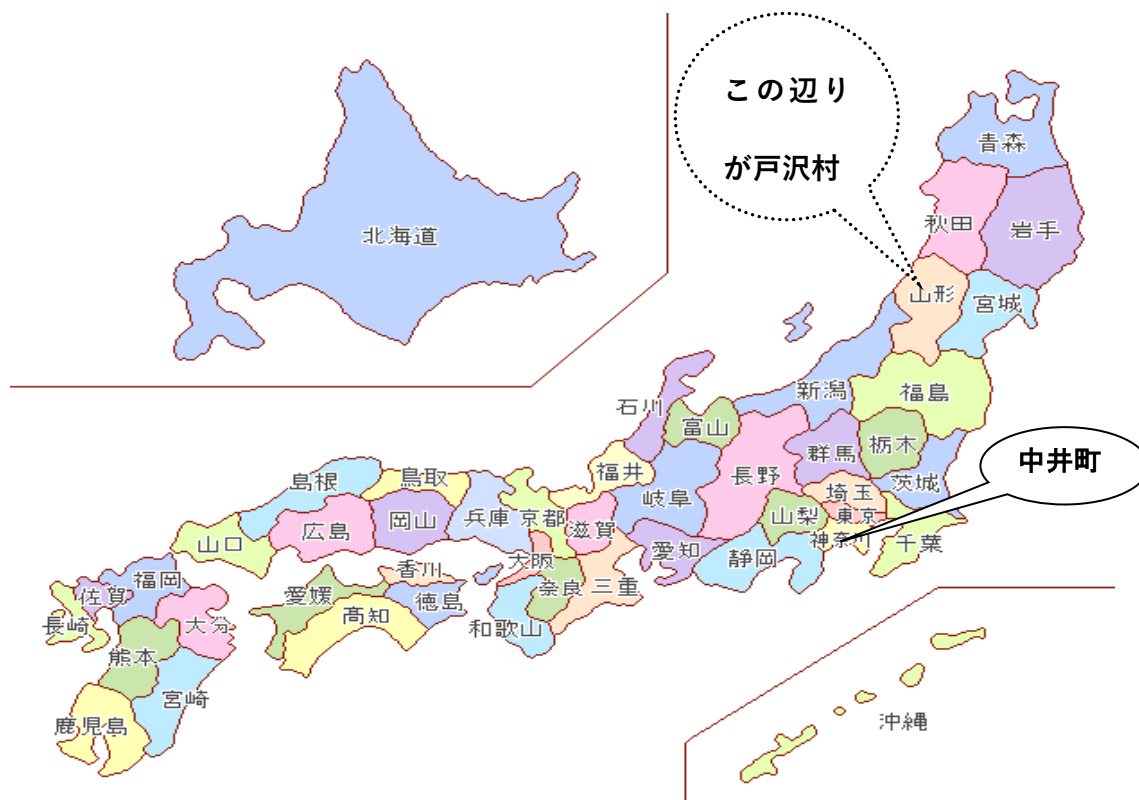 この辺り
が戸沢村
青森
秋田
岩手
北海道
山形
宮城
新潟
福島
石川
富山
群馬
栃木
中井町
福井
長野
茨城
島根
鳥取
岐阜
埼玉
兵庫
京都
滋賀
山梨
東京
岡山
広島
山口
愛知
静岡
神奈川
千葉
大阪
奈良
三重
福岡
香川
佐賀
愛媛
徳島
長崎
大分
高知
和歌山
熊本
宮崎
鹿児島
沖縄